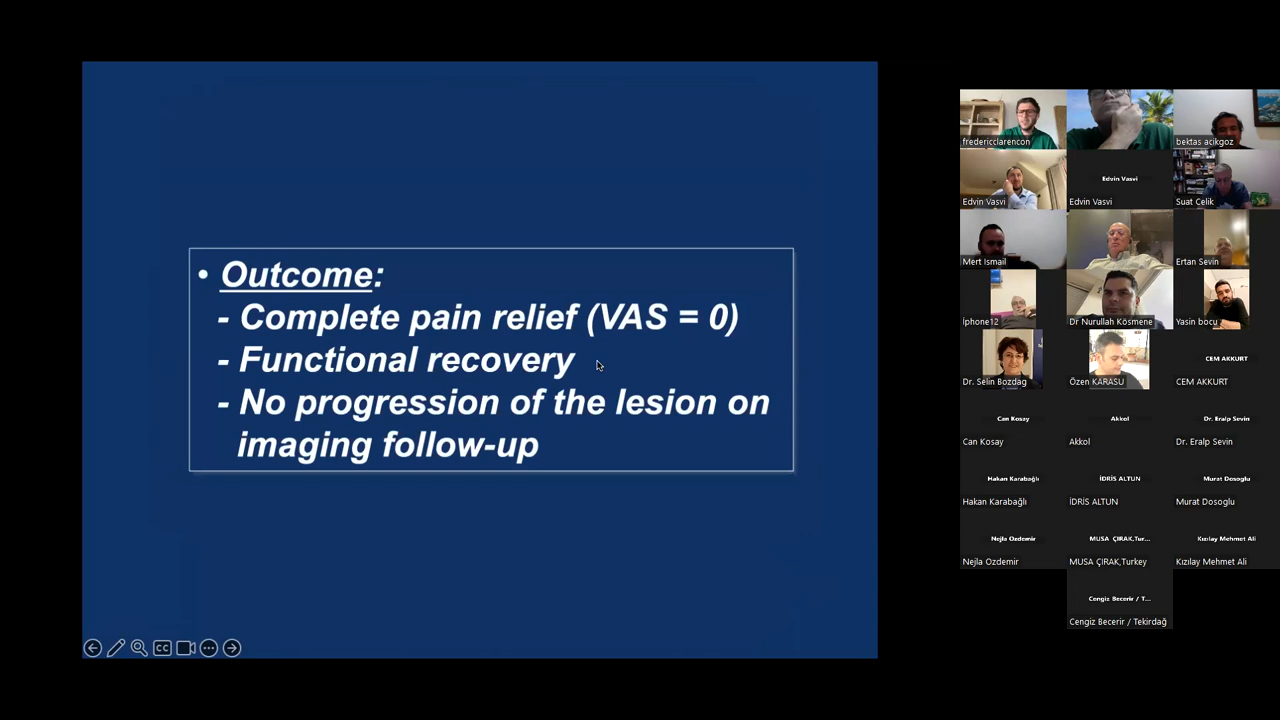 • Outcome:
- Complete pain relief (VAS = 0)
- Functional recovery
- No progression of the lesion on
imaging follow-up
CC
fredericclarencon
bektas acikgoz
Edvin Vasvi
Edvin Vasvi
Edvin Vasvi
Suat Çelik
Mert Ismail
Ertan Sevin
İphone12
Dr Nurullah Kösmene
Yasin bocu
Dr. Selin Bozdag
Özen KARASU
CEM AKKURT
CEM AKKURT
Can Kosay
Akkol
Dr. Eralp Sevin
Can Kosay
Akkol
Dr. Eralp Sevin
Hakan Karabağlı
İDRİS ALTUN
Murat Dosoglu
Hakan Karabağlı
İDRİS ALTUN
Murat Dosoglu
Nejla Ozdemir
MUSA ÇIRAK,Tur...
Kızılay Mehmet Ali
Nejla Ozdemir
MUSA ÇIRAK,Turkey
Kızılay Mehmet Ali
Cengiz Becerir / T...
Cengiz Becerir / Tekirdağ